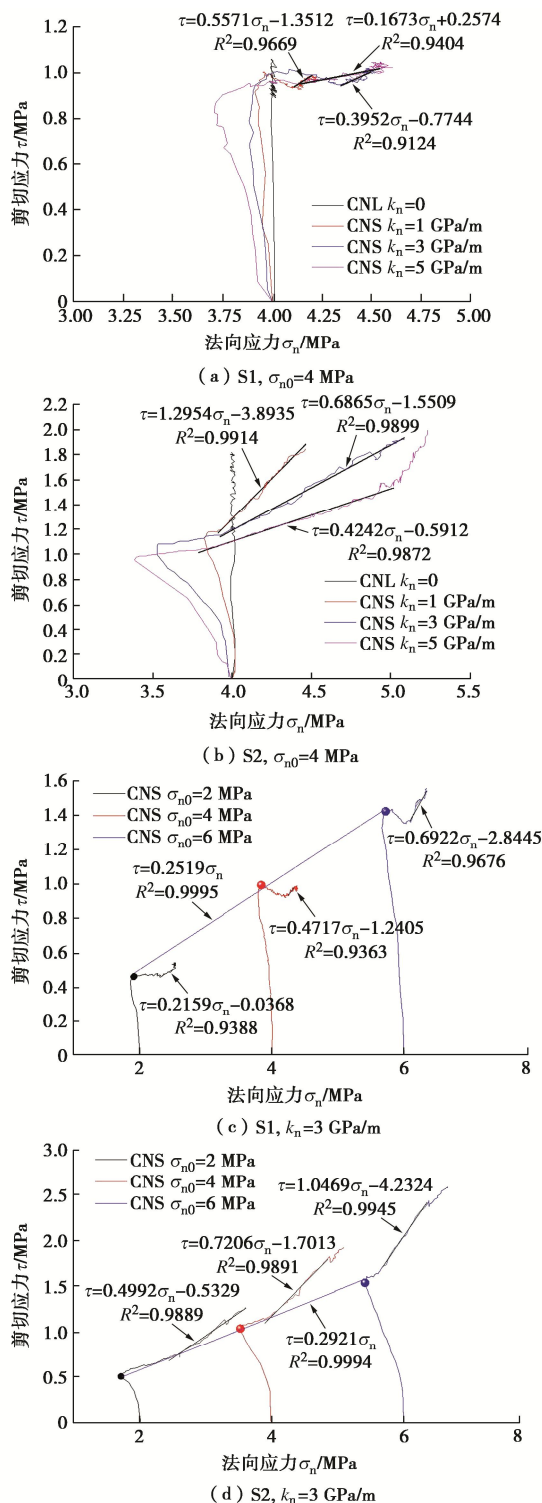 τ=0.5571σn−1.3512
R²=0.9669
τ=0.1673σn+0.2574
R²=0.9404
τ=0.3952σn−0.7744
R²=0.9124
剪切应力τ/MPa
1.2
1.0
0.8
0.6
0.4
0.2
0
CNL kn=0
CNS kn=1 GPa/m
CNS kn=3 GPa/m
CNS kn=5 GPa/m
3.00 3.25 3.50 3.75 4.00 4.25 4.50 4.75 5.00
法向应力σn/MPa
(a) S1, σn0=4 MPa
剪切应力τ/MPa
2.2
2.0
1.8
1.6
1.4
1.2
1.0
0.8
0.6
0.4
0.2
0
τ=1.2954σn−3.8935
R²=0.9914
τ=0.6865σn−1.5509
R²=0.9899
τ=0.4242σn−0.5912
R²=0.9872
CNL kn=0
CNS kn=1 GPa/m
CNS kn=3 GPa/m
CNS kn=5 GPa/m
3.0 3.5 4.0 4.5 5.0 5.5
法向应力σn/MPa
(b) S2, σn0=4 MPa
剪切应力τ/MPa
1.6
1.4
1.2
1.0
0.8
0.6
0.4
0.2
0
CNS σn0=2 MPa
CNS σn0=4 MPa
CNS σn0=6 MPa
τ=0.2519σn
R²=0.9995
τ=0.6922σn−2.8445
R²=0.9676
τ=0.4717σn−1.2405
R²=0.9363
τ=0.2159σn−0.0368
R²=0.9388
2 4 6 8
法向应力σn/MPa
(c) S1, kn=3 GPa/m
剪切应力τ/MPa
3.0
2.5
2.0
1.5
1.0
0.5
0
CNS σn0=2 MPa
CNS σn0=4 MPa
CNS σn0=6 MPa
τ=1.0469σn−4.2324
R²=0.9945
τ=0.7206σn−1.7013
R²=0.9891
τ=0.4992σn−0.5329
R²=0.9889
τ=0.2921σn
R²=0.9994
2 4 6 8
法向应力σn/MPa
(d) S2, kn=3 GPa/m